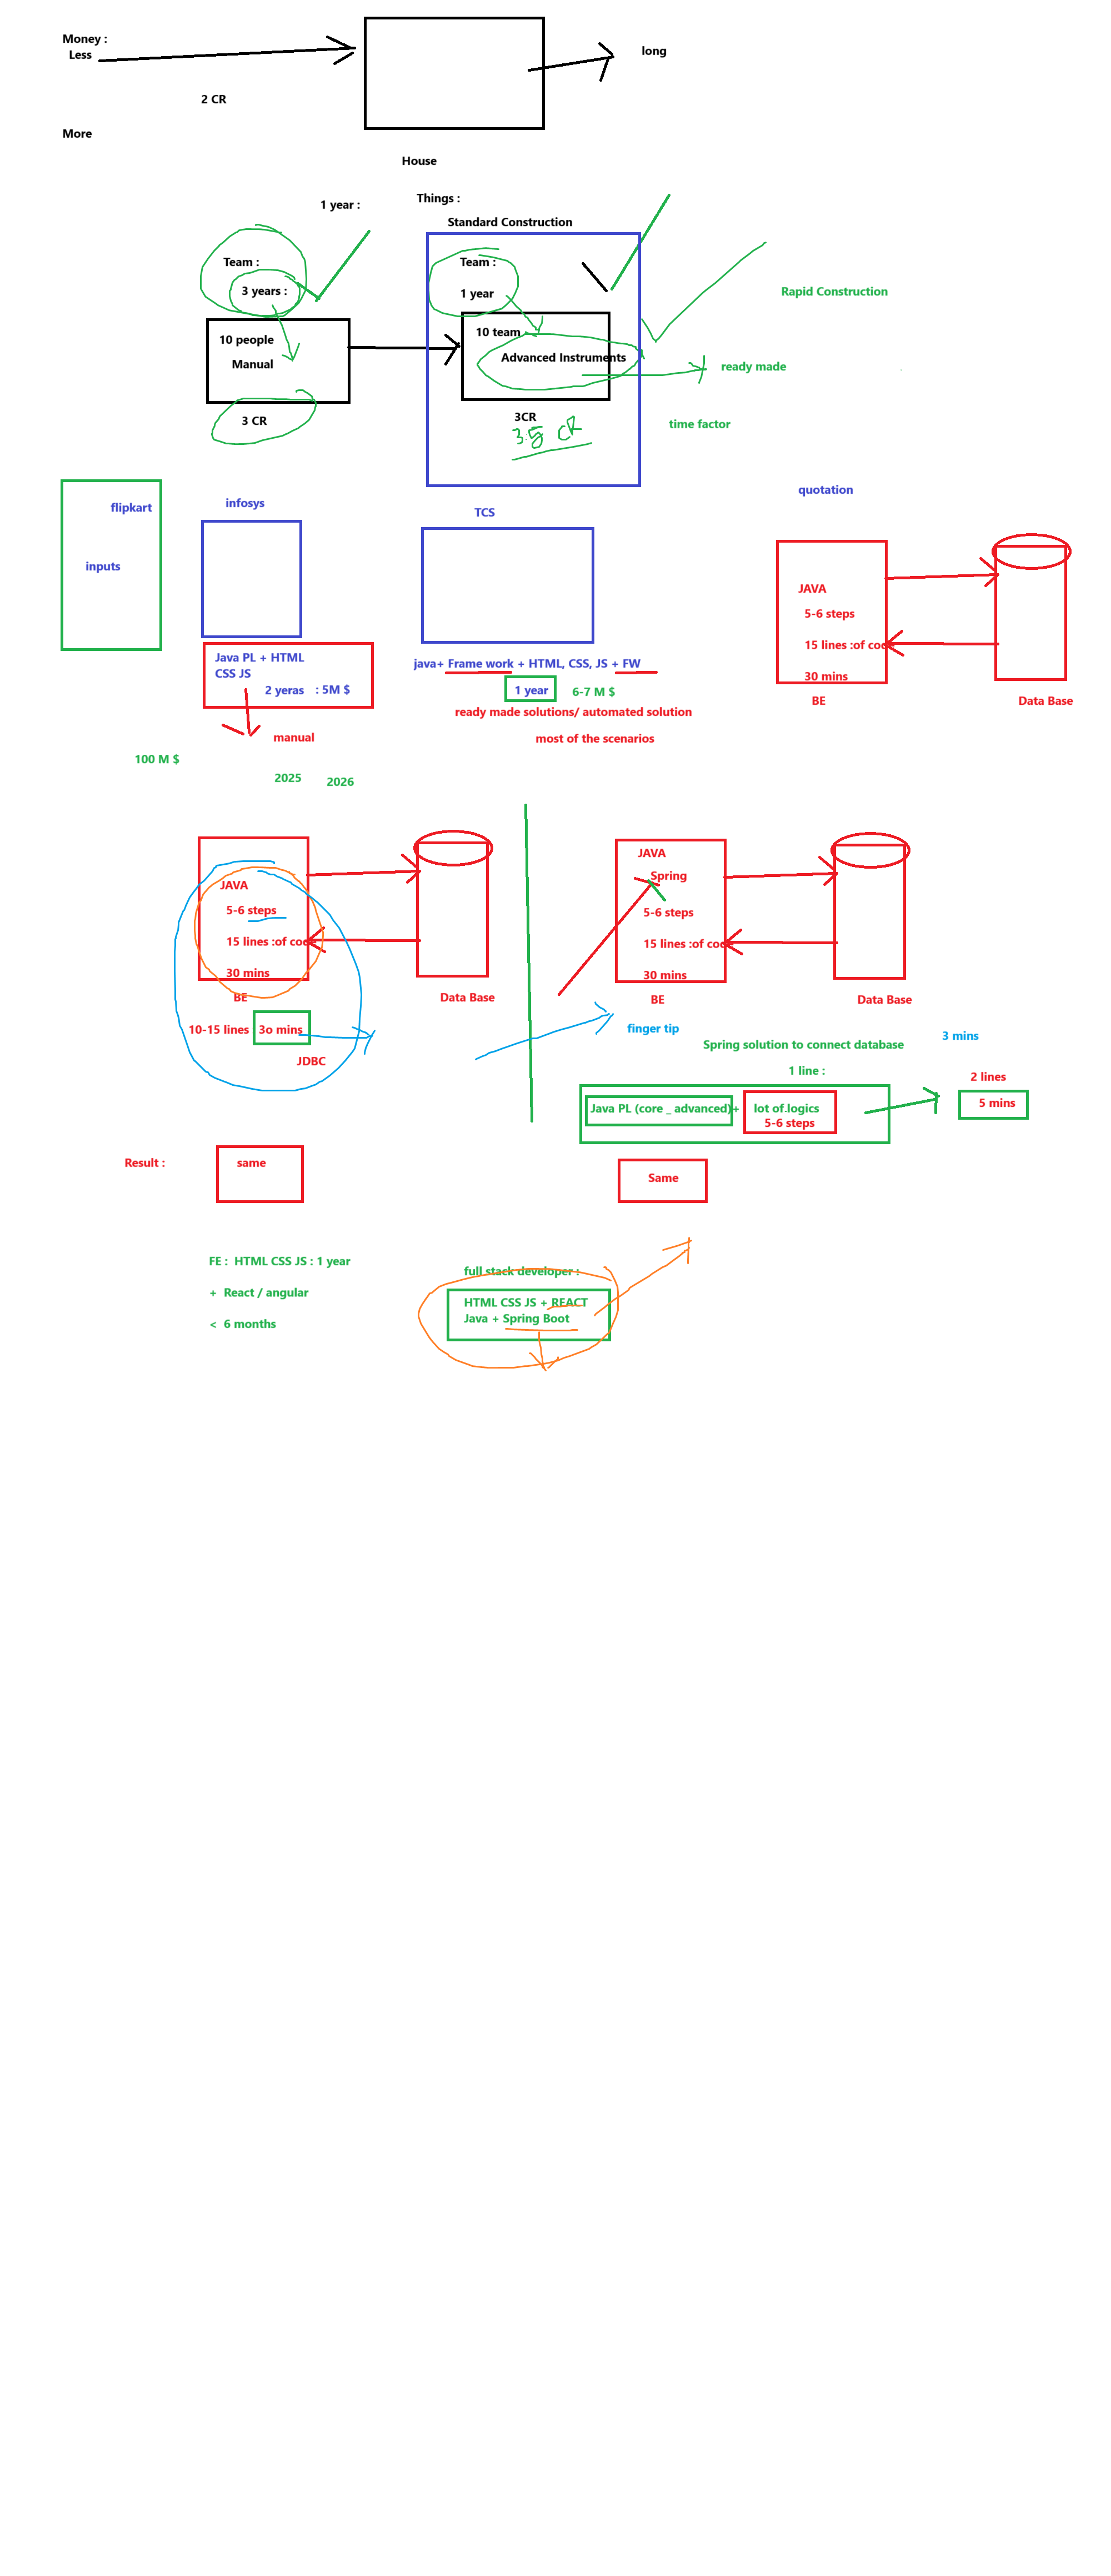 Money :
Less
long
2 CR
More
House
Things :
1 year :
Standard Construction
Team :
3 years :
Team :
1 year
Rapid Construction
10 people
Manual
10 team
Advanced Instruments
ready made
3 CR
3CR
3.5 CR
time factor
flipkart
inputs
infosys
TCS
quotation
JAVA
5-6 steps
15 lines :of co
30 mins
BE
Data Base
Java PL + HTML
CSS JS
2 yeras : 5M $
manual
java+ Frame work + HTML, CSS, JS + FW
1 year
6-7 M $
ready made solutions/ automated solution
most of the scenarios
100 M $
2025
2026
JAVA
5-6 steps
15 lines :of co
30 mins
BE
Data Base
10-15 lines
3o mins
JDBC
JAVA
Spring
5-6 steps
15 lines :of co
30 mins
BE
Data Base
finger tip
Spring solution to connect database
3 mins
1 line :
2 lines
Java PL (core _ advanced)+
lot of.logics
5-6 steps
5 mins
Result :
same
Same
FE : HTML CSS JS : 1 year
+ React / angular
< 6 months
full stack developer :
HTML CSS JS + REACT
Java + Spring Boot